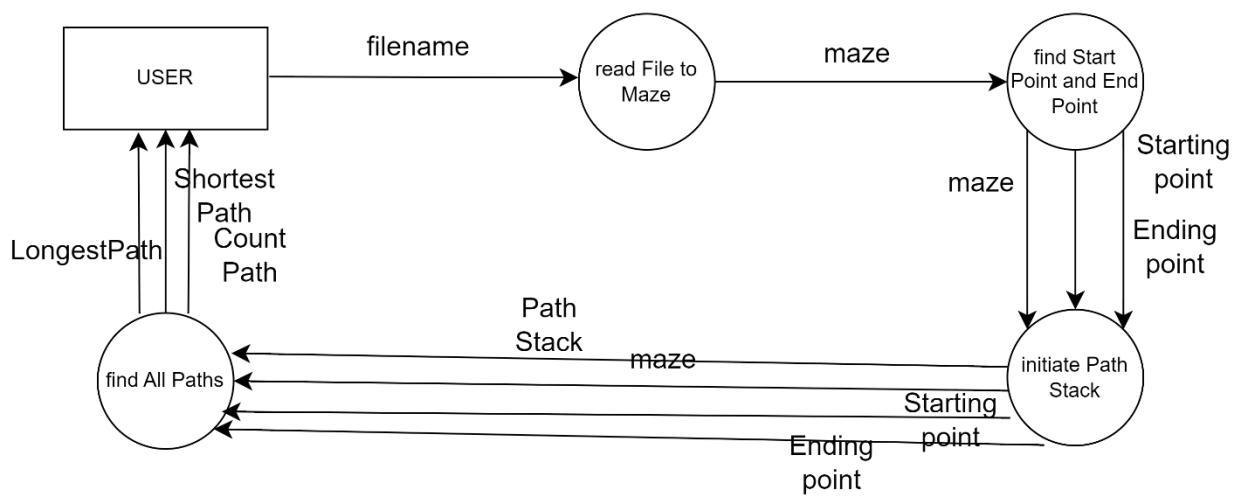 USER
filename
read File to
Maze
maze
find Start
Point and End
Point
maze
Starting
point
Ending
point
Shortest
Path
LongestPath
Count
Path
Path
Stack
maze
Starting
point
Ending
point
find All Paths
initiate Path
Stack